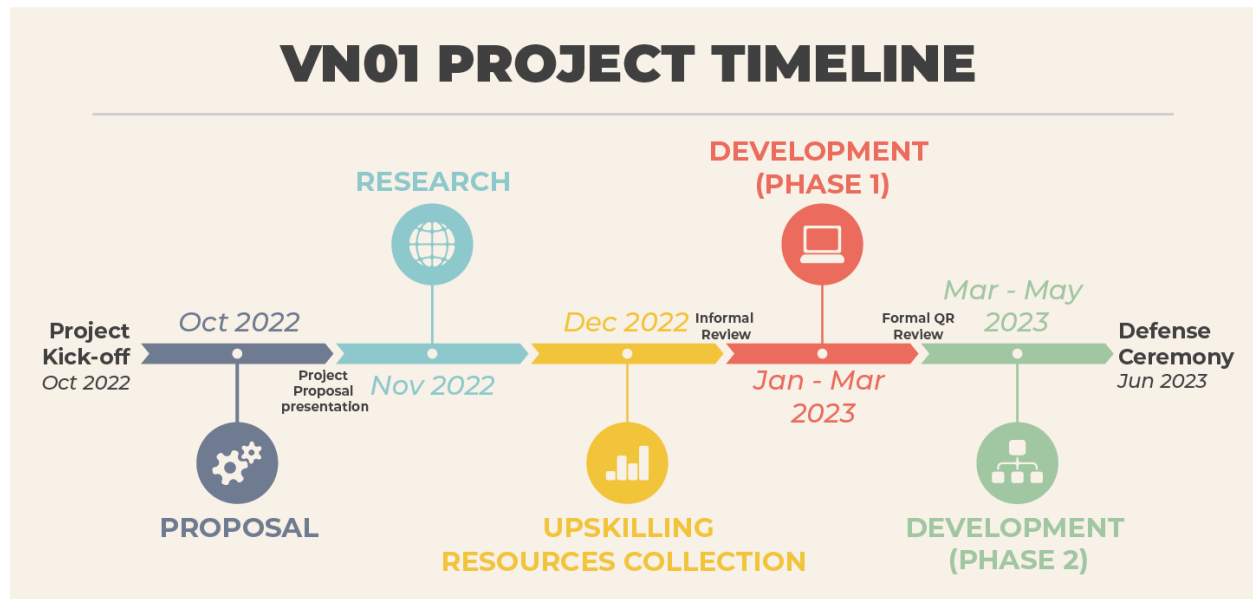 VN01 PROJECT TIMELINE
DEVELOPMENT
(PHASE 1)
RESEARCH
Project
Kick-off
Oct 2022
Oct 2022
Project
Proposal
presentation
PROPOSAL
Nov 2022
Dec 2022
UPSKILLING
RESOURCES COLLECTION
Informal
Review
Jan - Mar
2023
Formal QR
Review
Mar - May
2023
DEVELOPMENT
(PHASE 2)
Defense
Ceremony
Jun 2023